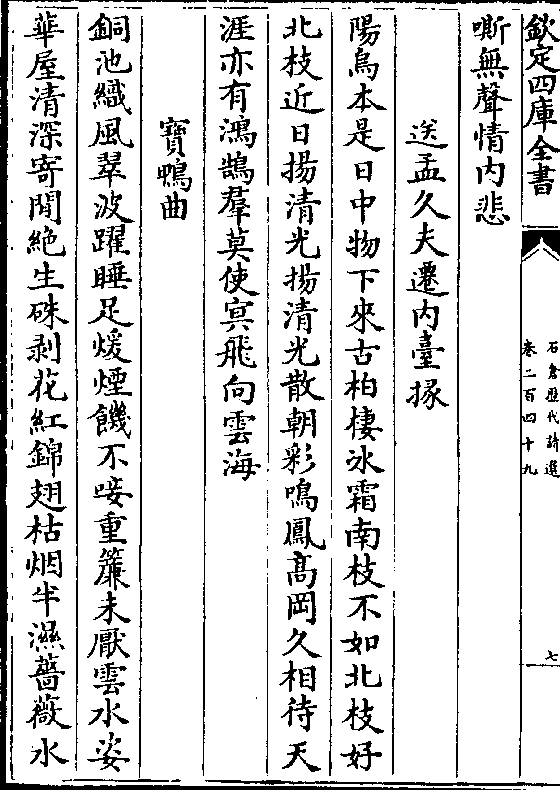 欽定四庫全書
石倉歷代詩選
卷二百四十九
七
嘶無聲情内悲
送孟久夫遷内臺掾
陽烏本是日中物下來古柏棲氷霜南枝不如北枝好
北枝近日揚清光揚清光散朝彩鳴鳳髙岡久相待天
涯亦有鴻鵠羣莫使㝠飛向雲海
寶鴨曲
銅池織風翠波躍睡足煖煙饑不唼重簾未厭雲水姿
華屋清深寄閒絶生硃剥花紅錦翅枯烟半濕薔薇水